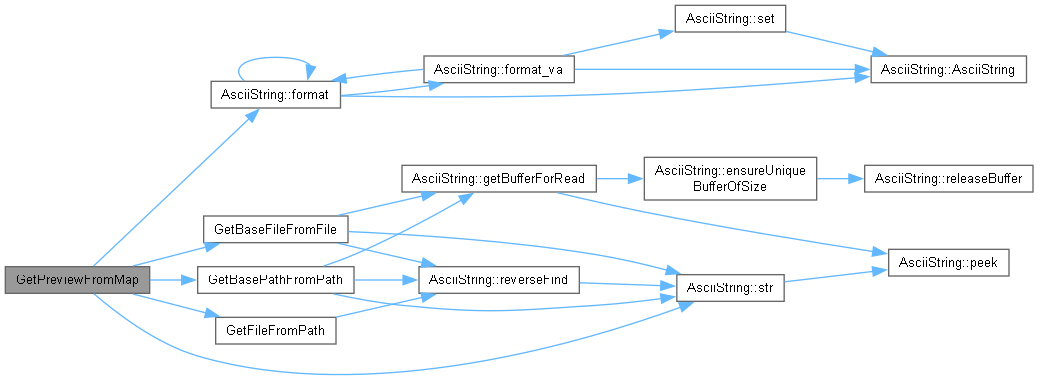 AsciiString::set
AsciiString::format_va
AsciiString::AsciiString
AsciiString::format
AsciiString::getBufferForRead
AsciiString::ensureUnique
BufferOfSize
AsciiString::releaseBuffer
GetBaseFileFromFile
AsciiString::peek
GetPreviewFromMap
GetBasePathFromPath
AsciiString::reverseFind
AsciiString::str
GetFileFromPath